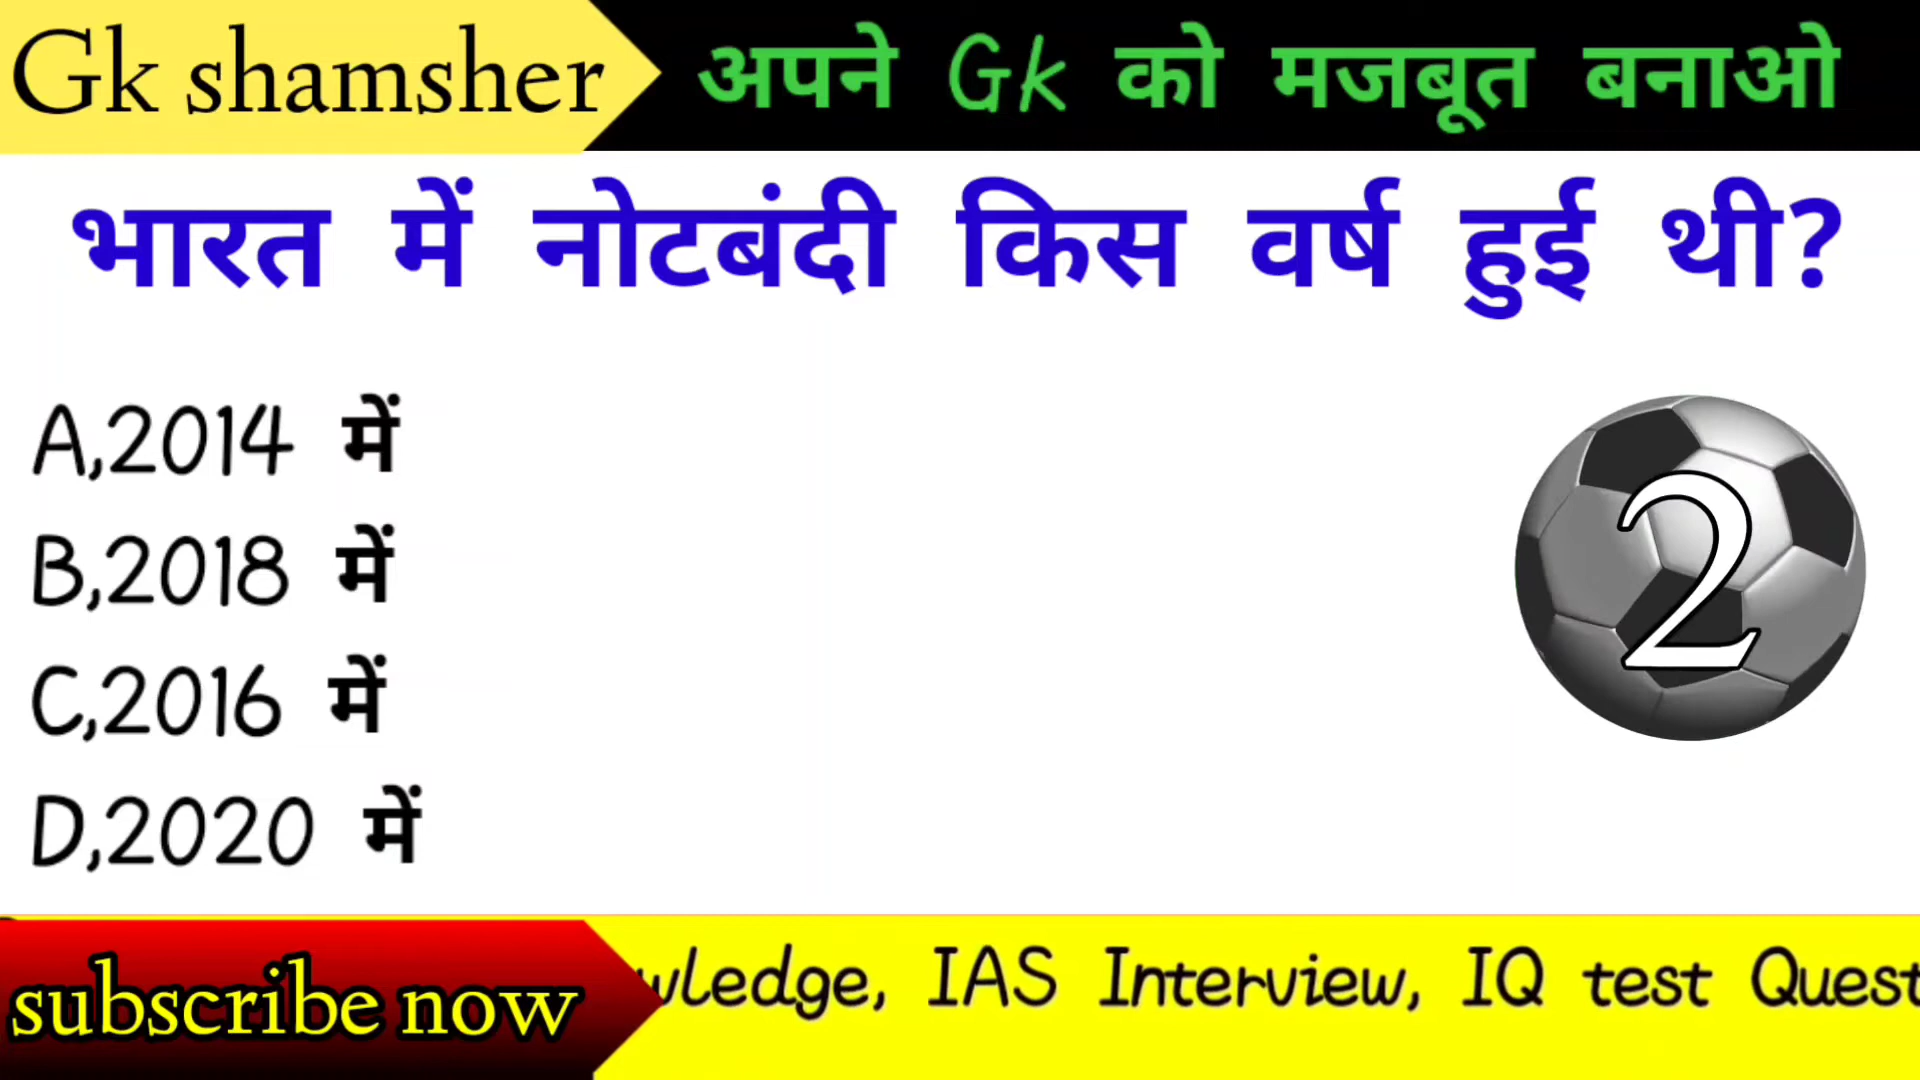 Gk shamsher
अपने Gk को मजबूत बनाओ
भारत में नोटबंदी किस वर्ष हुई थी?
A,2014 में
B,2018 में
C,2016 में
D,2020 में
2
subscribe now
wledge, IAS Interview, IQ test Quest